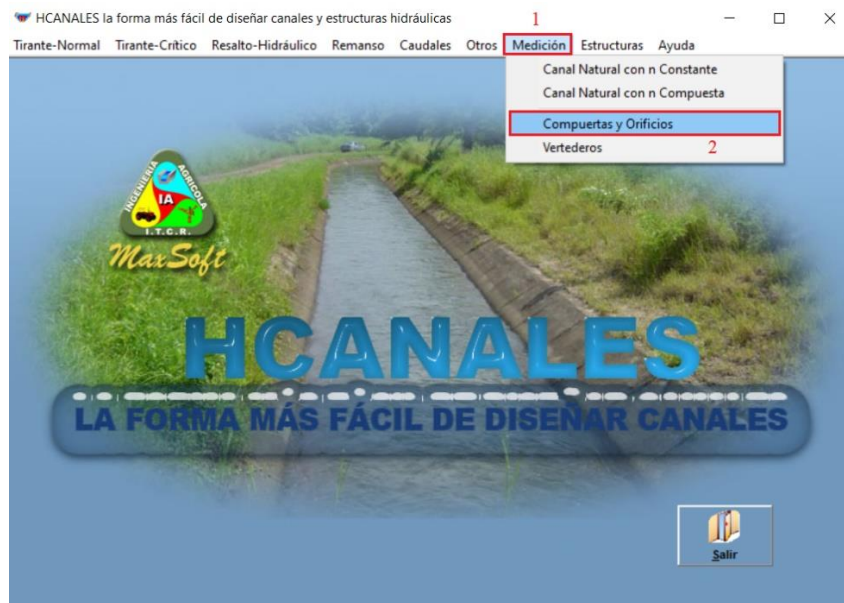 HCANALES la forma más fácil de diseñar canales y estructuras hidráulicas
1
Tirante-Normal Tirante-Crítico Resalto-Hidráulico Remanso Caudales Otros Medición Estructuras Ayuda
Canal Natural con n Constante
Canal Natural con n Compuesta
Compuertas y Orificios
Vertederos 2
INGENIERIA AGRICOLA
IA
I.T.C.R.
MaxSoft
HCANALES
LA FORMA MÁS FÁCIL DE DISEÑAR CANALES
Salir